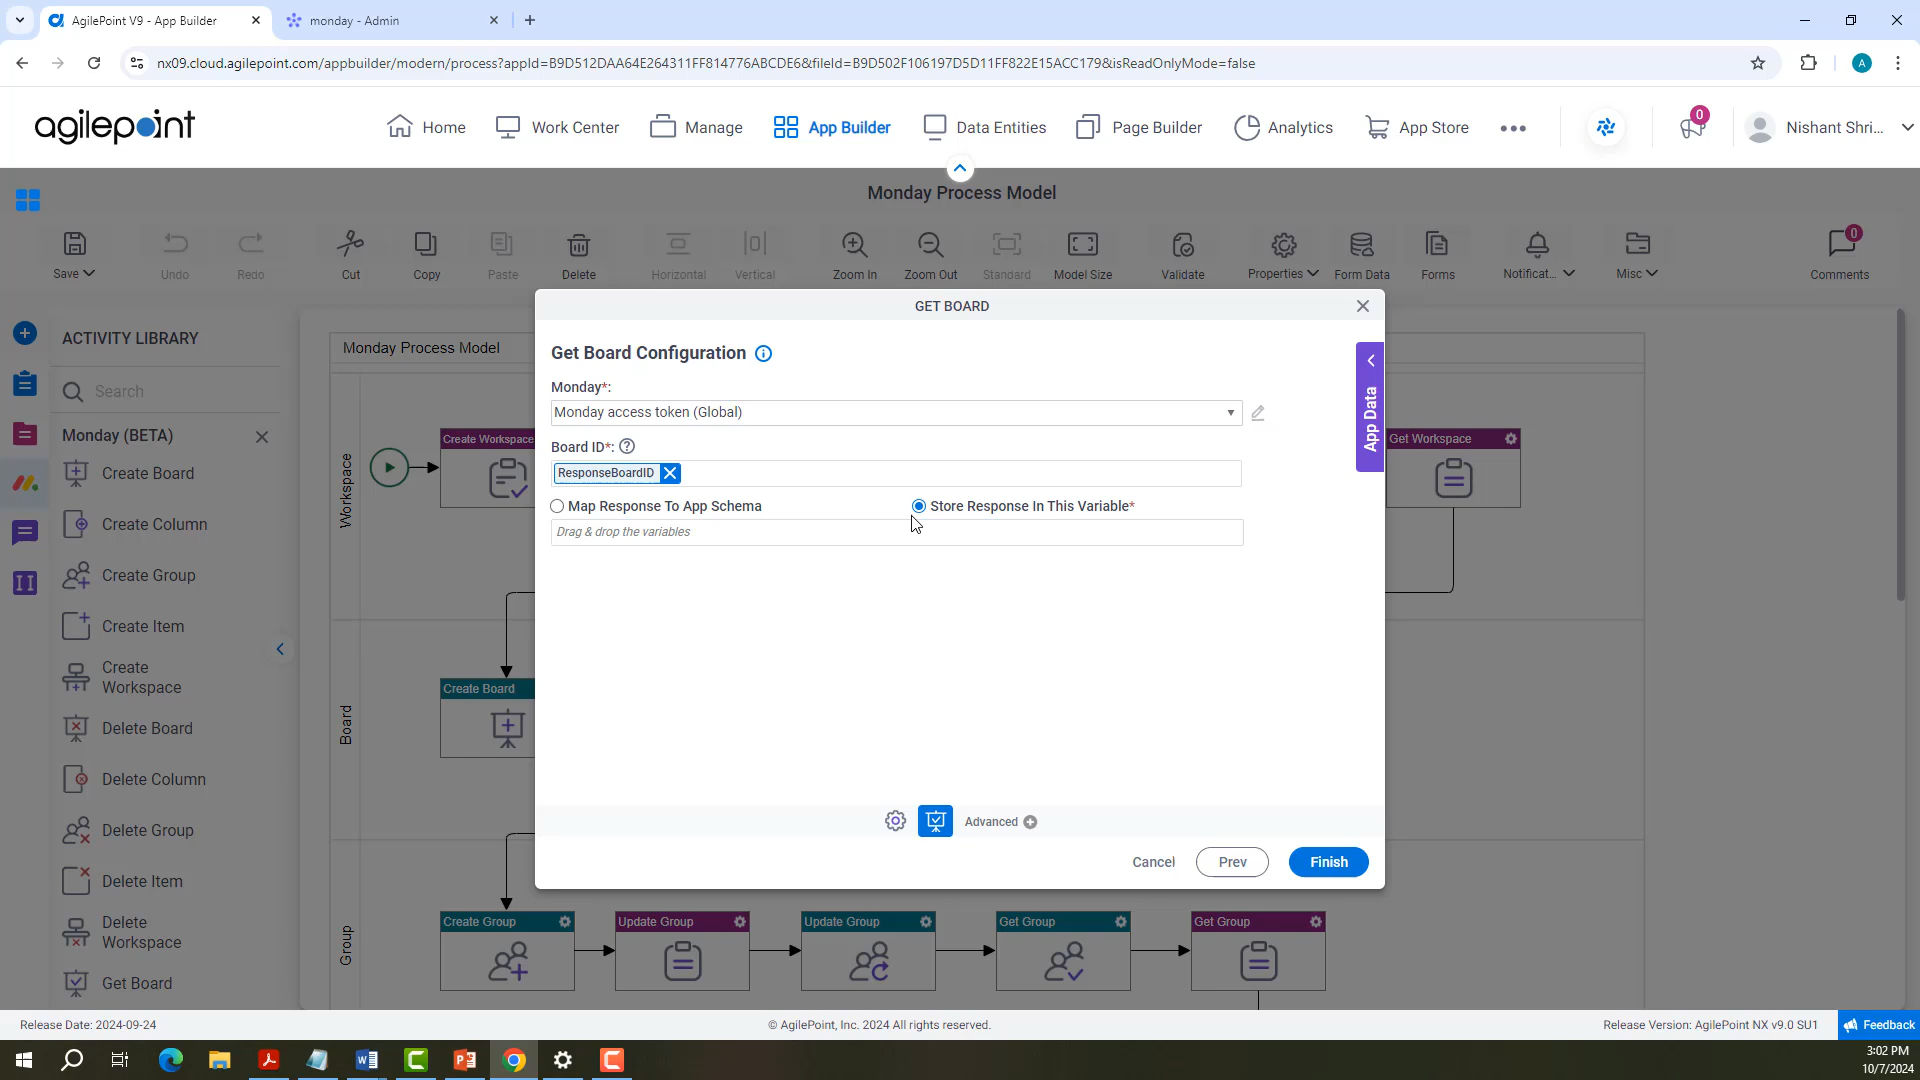 AgilePoint V9 - App Builder
monday - Admin
nx09.cloud.agilepoint.com/appbuilder/modern/process?appId=B9D512DAA64E264311FF814776ABCDE6&fileId=B9D502F106197D5D11FF822E15ACC179&isReadOnlyMode=false
A
agilepoint
Home
Work Center
Manage
App Builder
Data Entities
Page Builder
Analytics
App Store
0
Nishant Shri...
Monday Process Model
Save
Undo
Redo
Cut
Copy
Paste
Delete
Horizontal
Vertical
Zoom In
Zoom Out
Standard
Model Size
Validate
Properties
Form Data
Forms
Notificat...
Misc
0
Comments
ACTIVITY LIBRARY
Search
Monday (BETA)
Create Board
Create Column
Create Group
Create Item
Create
Workspace
Delete Board
Delete Column
Delete Group
Delete Item
Delete
Workspace
Get Board
Monday Process Model
Workspace
Create Workspace
Get Workspace
Board
Create Board
Group
Create Group
Update Group
Update Group
Get Group
Get Group
GET BOARD
Get Board Configuration
Monday*:
Monday access token (Global)
Board ID*:
ResponseBoardID
Map Response To App Schema
Store Response In This Variable*
Drag & drop the variables
App Data
Advanced
Cancel
Prev
Finish
Release Date: 2024-09-24
© AgilePoint, Inc. 2024 All rights reserved.
Release Version: AgilePoint NX v9.0 SU1
Feedback
3:02 PM
10/7/2024